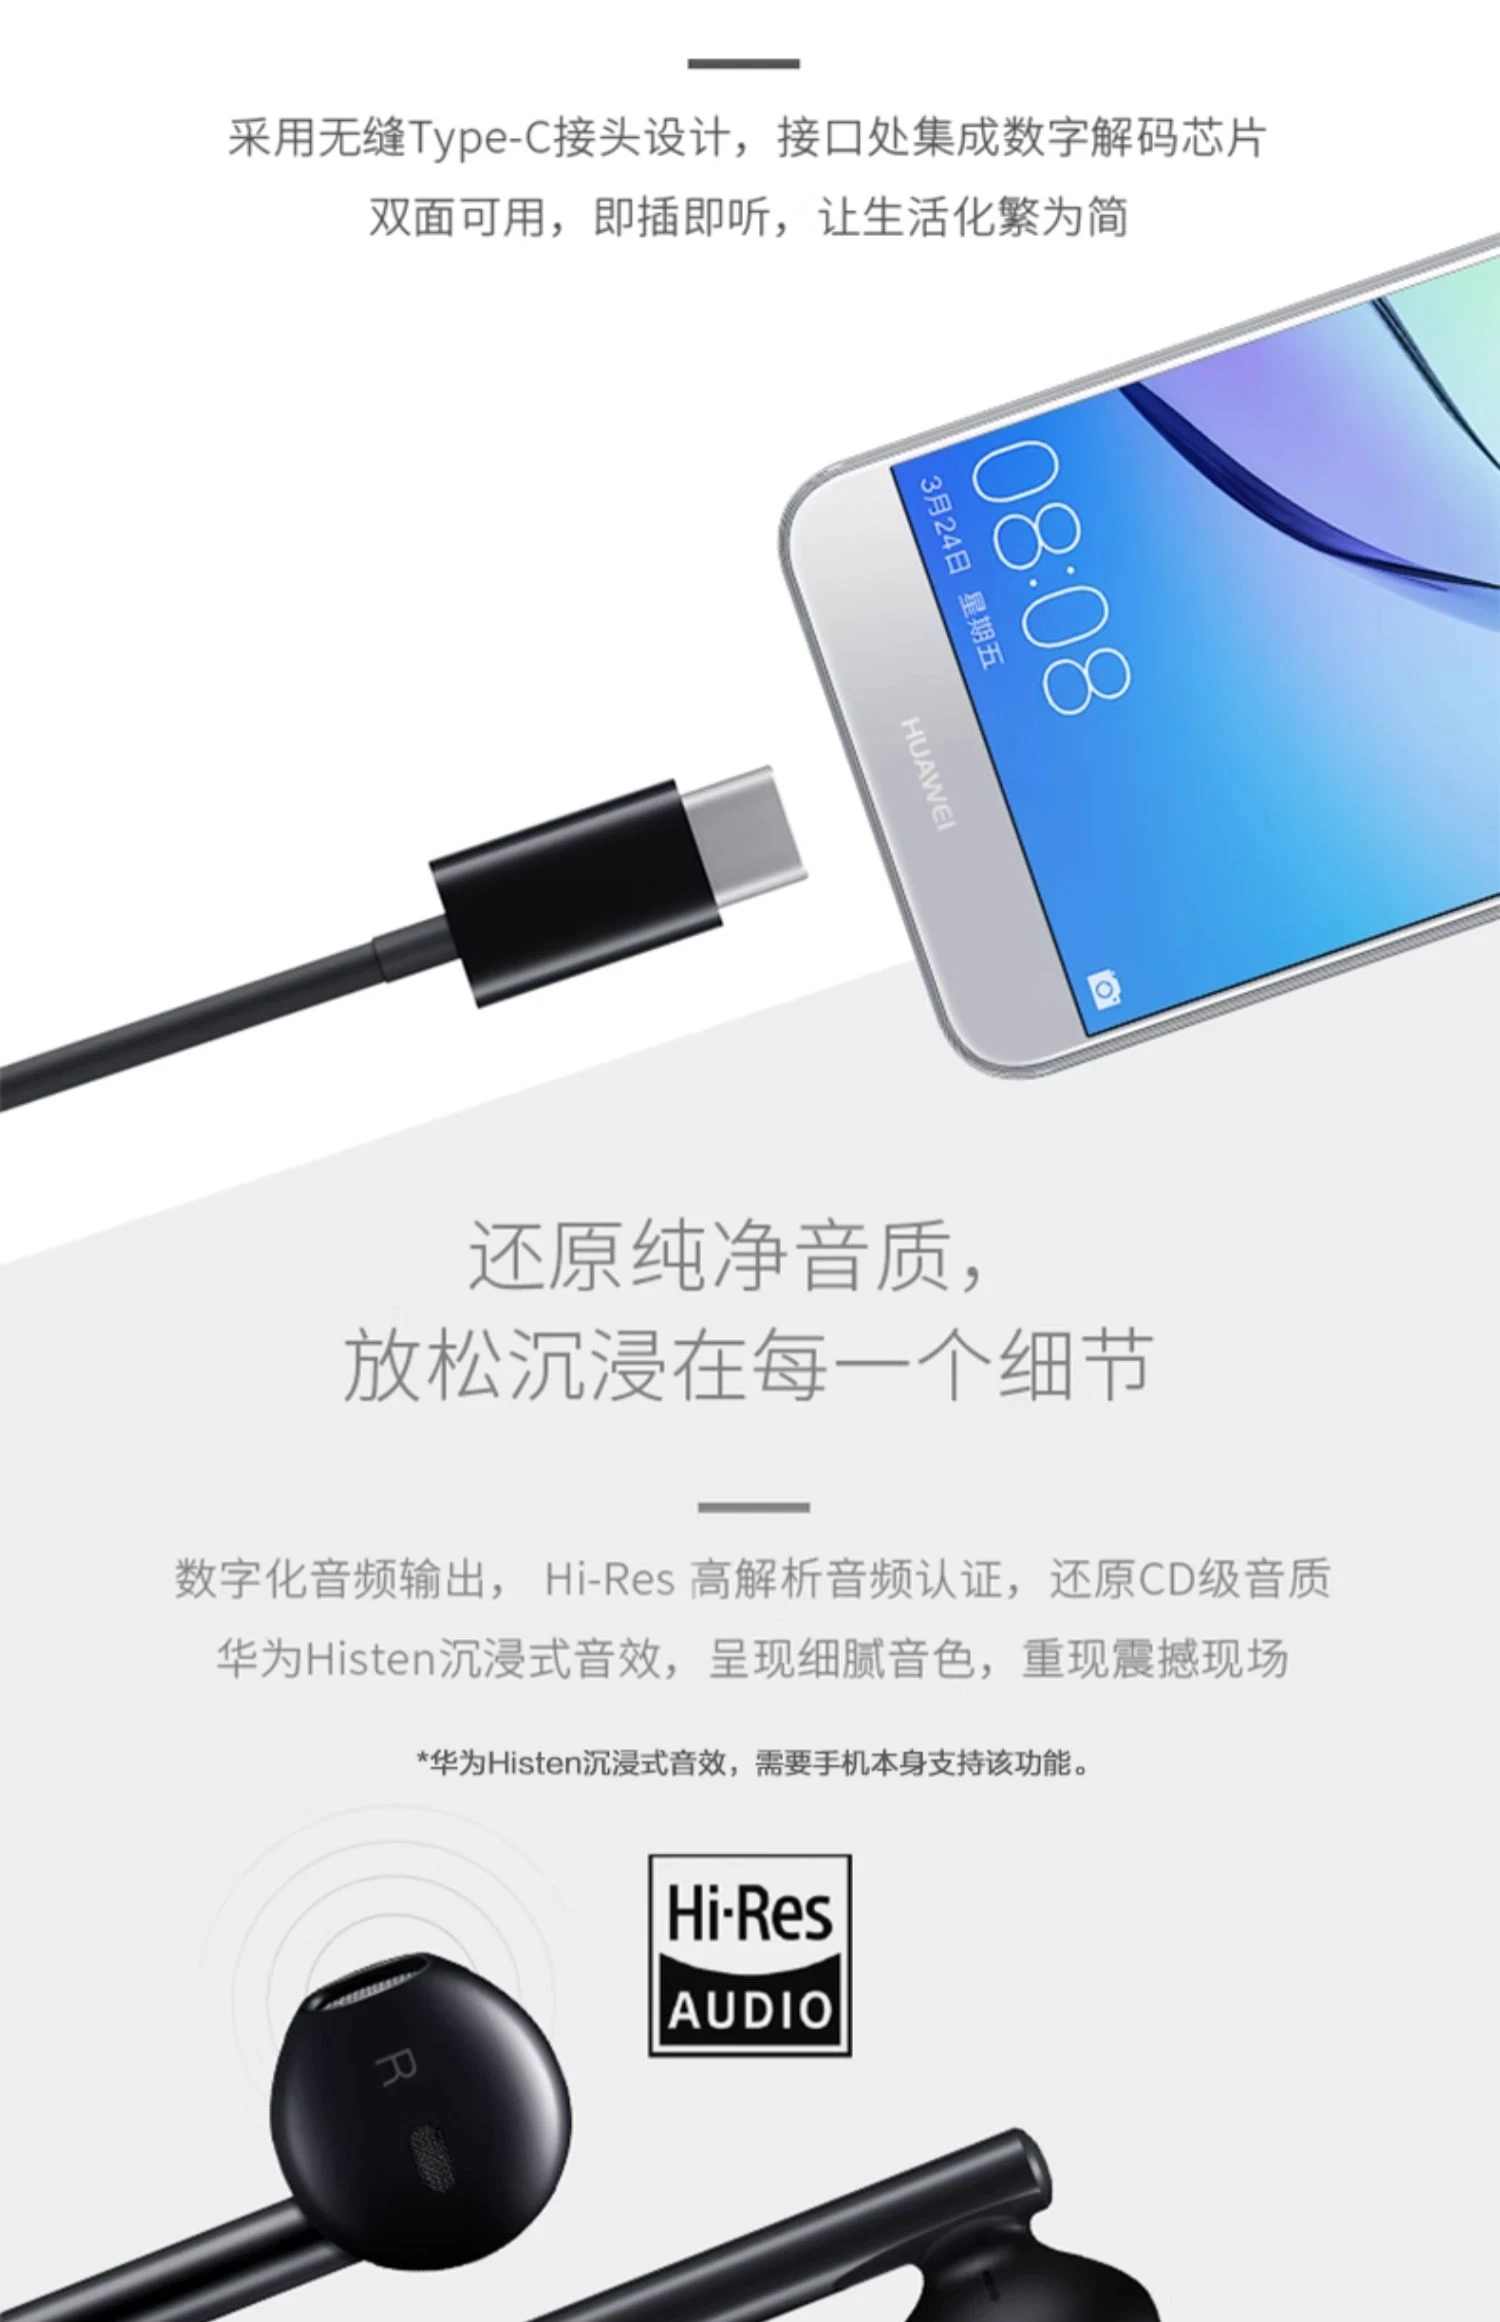 采用无缝Type-C接头设计，接口处集成数字解码芯片
双面可用，即插即听，让生活化繁为简
08:08
3月24日 星期五
HUAWEI
还原纯净音质，
放松沉浸在每一个细节
数字化音频输出， Hi-Res 高解析音频认证，还原CD级音质
华为Histen沉浸式音效，呈现细腻音色，重现震撼现场
*华为Histen沉浸式音效，需要手机本身支持该功能。
Hi-Res
AUDIO
R